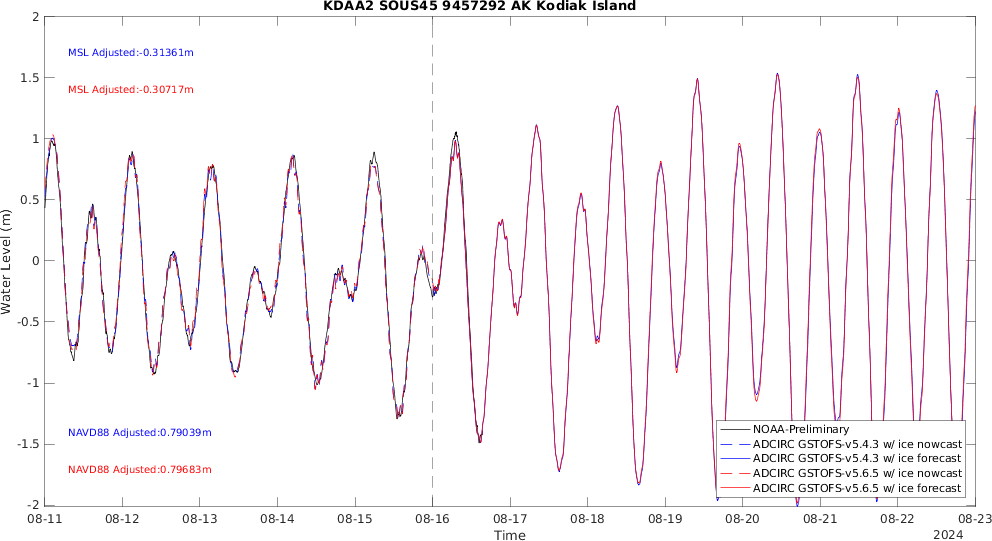 KDAA2 SOUS45 9457292 AK Kodiak Island
MSL Adjusted:-0.31361m
MSL Adjusted:-0.30717m
NAVD88 Adjusted:0.79039m
NAVD88 Adjusted:0.79683m
Water Level (m)
2
1.5
1
0.5
0
-0.5
-1
-1.5
-2
NOAA-Preliminary
ADCIRC GSTOFS-v5.4.3 w/ ice nowcast
ADCIRC GSTOFS-v5.4.3 w/ ice forecast
ADCIRC GSTOFS-v5.6.5 w/ ice nowcast
ADCIRC GSTOFS-v5.6.5 w/ ice forecast
08-11 08-12 08-13 08-14 08-15 08-16 08-17 08-18 08-19 08-20 08-21 08-22 08-23
Time
2024